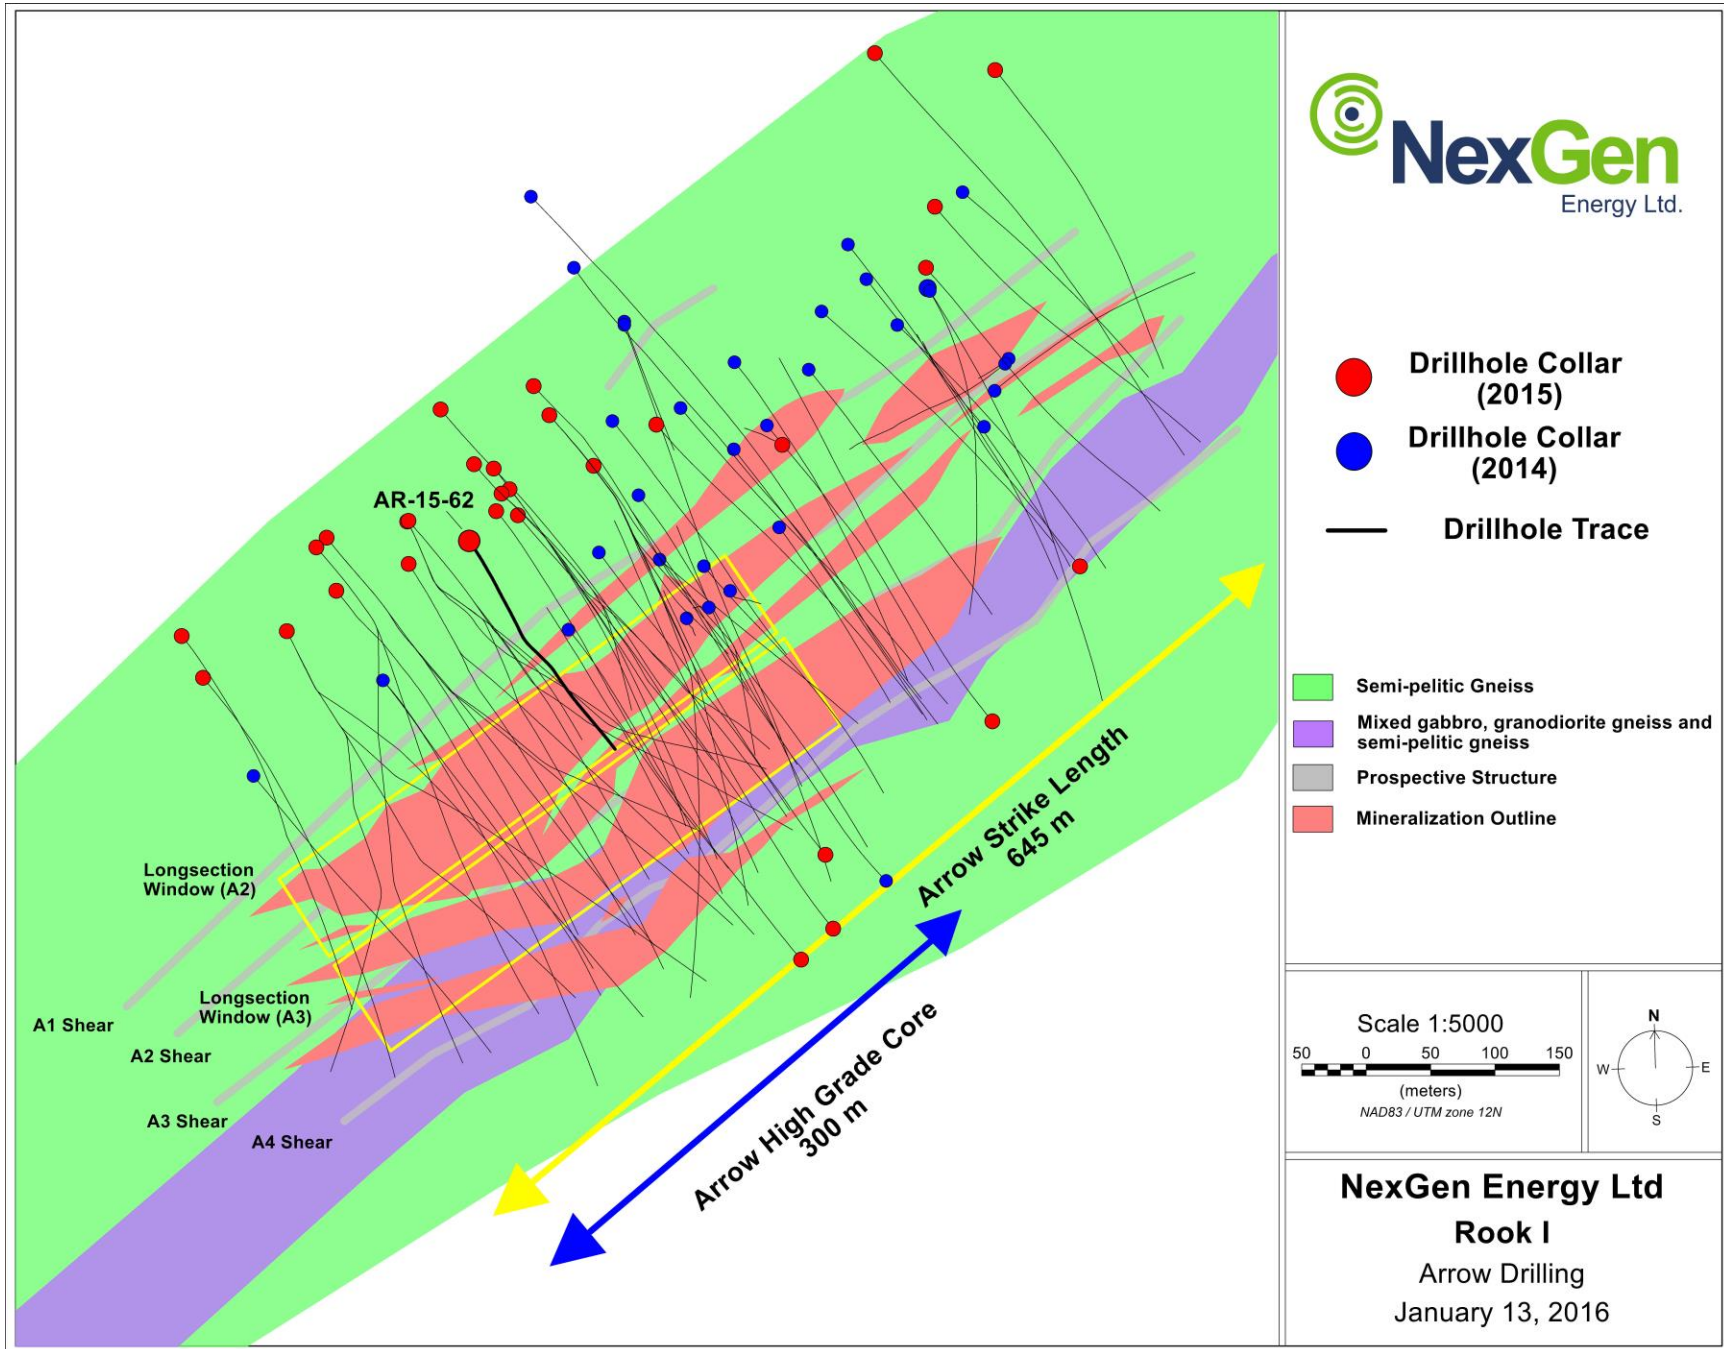 AR-15-62
Longsection
Window (A2)
Longsection
Window (A3)
A1 Shear
A2 Shear
A3 Shear
A4 Shear
Arrow Strike Length
645 m
Arrow High Grade Core
300 m
NexGen
Energy Ltd.
Drillhole Collar
(2015)
Drillhole Collar
(2014)
Drillhole Trace
Semi-pelitic Gneiss
Mixed gabbro, granodiorite gneiss and
semi-pelitic gneiss
Prospective Structure
Mineralization Outline
Scale 1:5000
50 0 50 100 150
(meters)
NAD83 / UTM zone 12N
N
W E
S
NexGen Energy Ltd
Rook I
Arrow Drilling
January 13, 2016